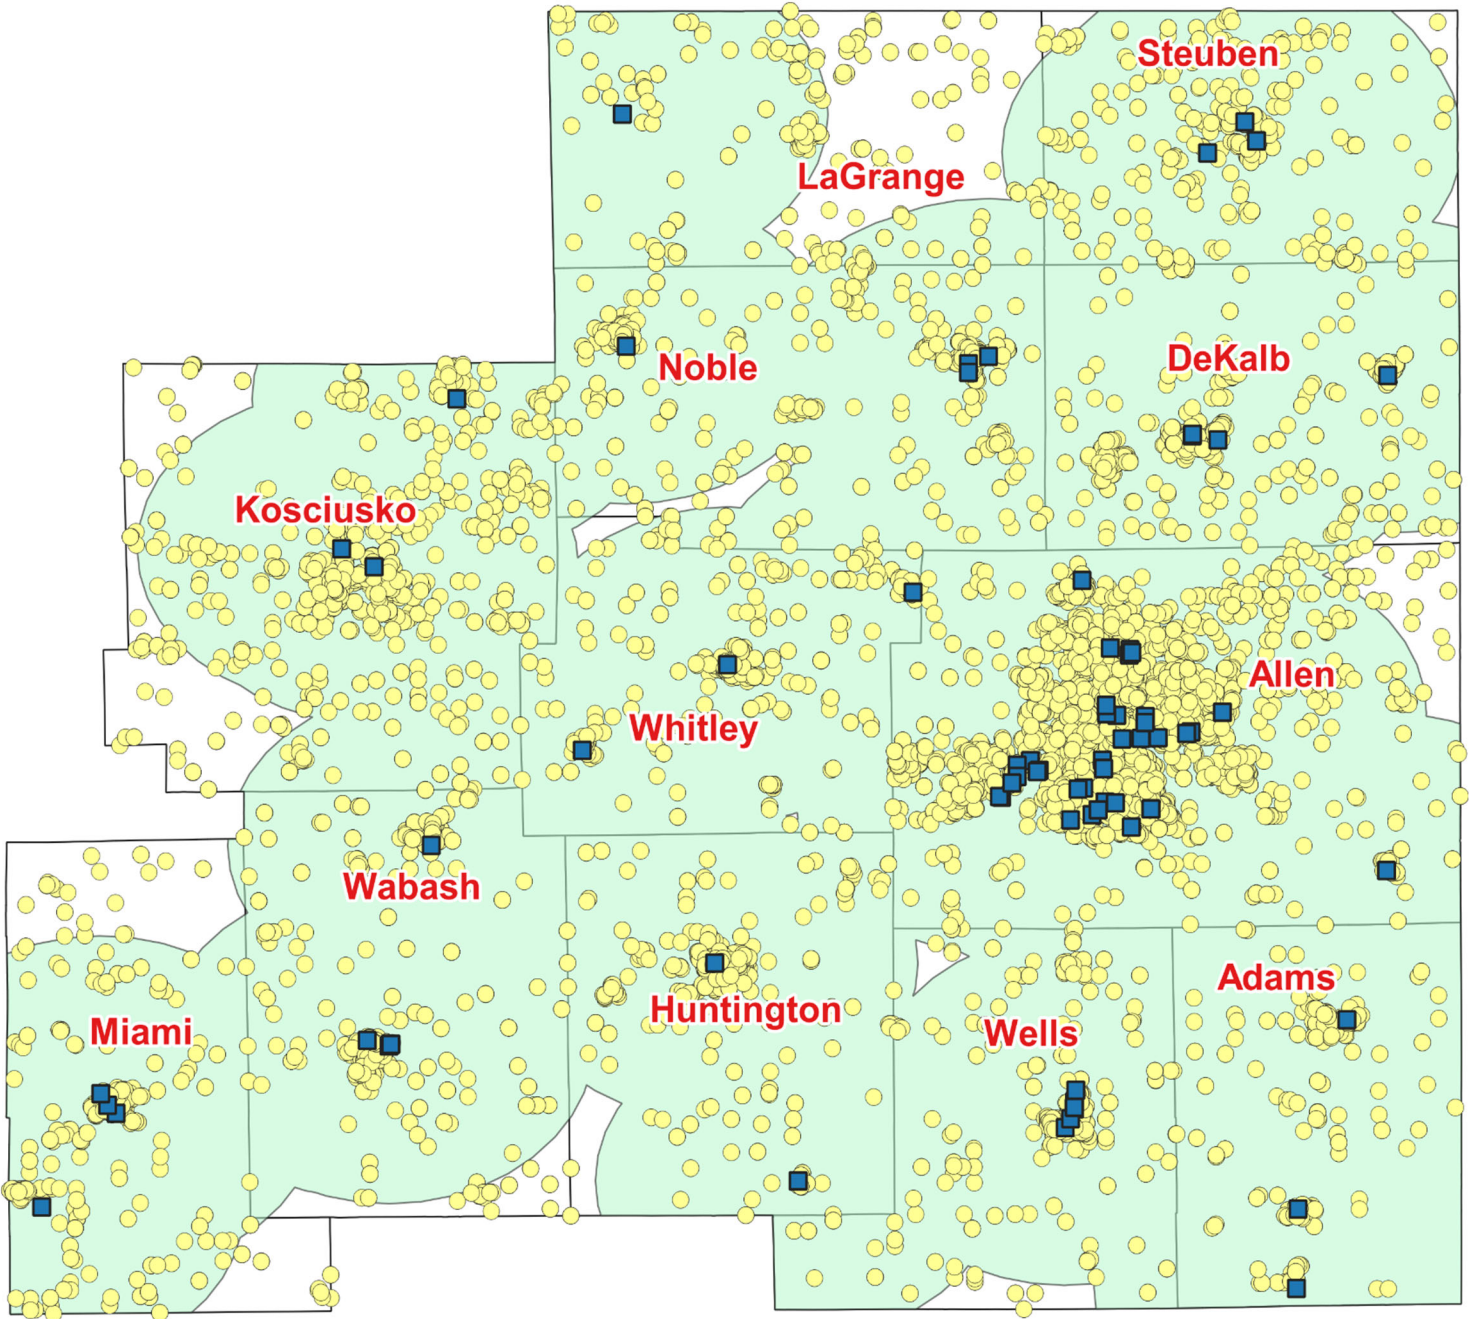 Steuben
LaGrange
Noble
DeKalb
Kosciusko
Allen
Whitley
Wabash
Adams
Huntington
Miami
Wells